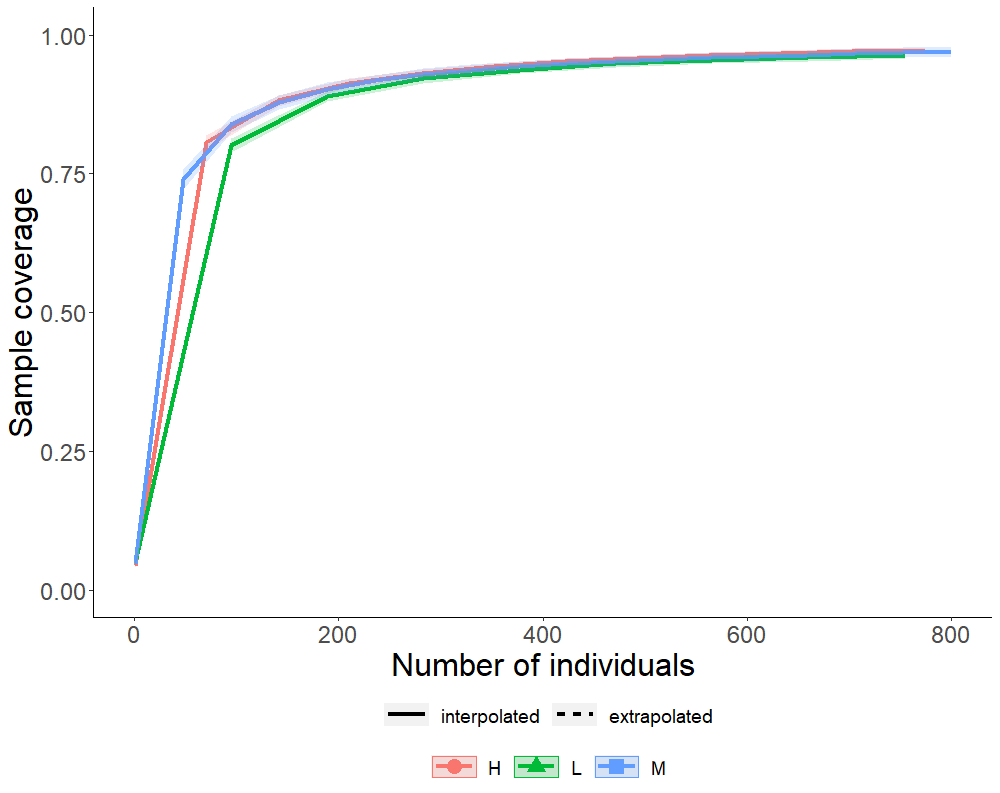 1.00
0.75
0.50
0.25
0.00
Sample coverage
0 200 400 600 800
Number of individuals
interpolated extrapolated
H L M